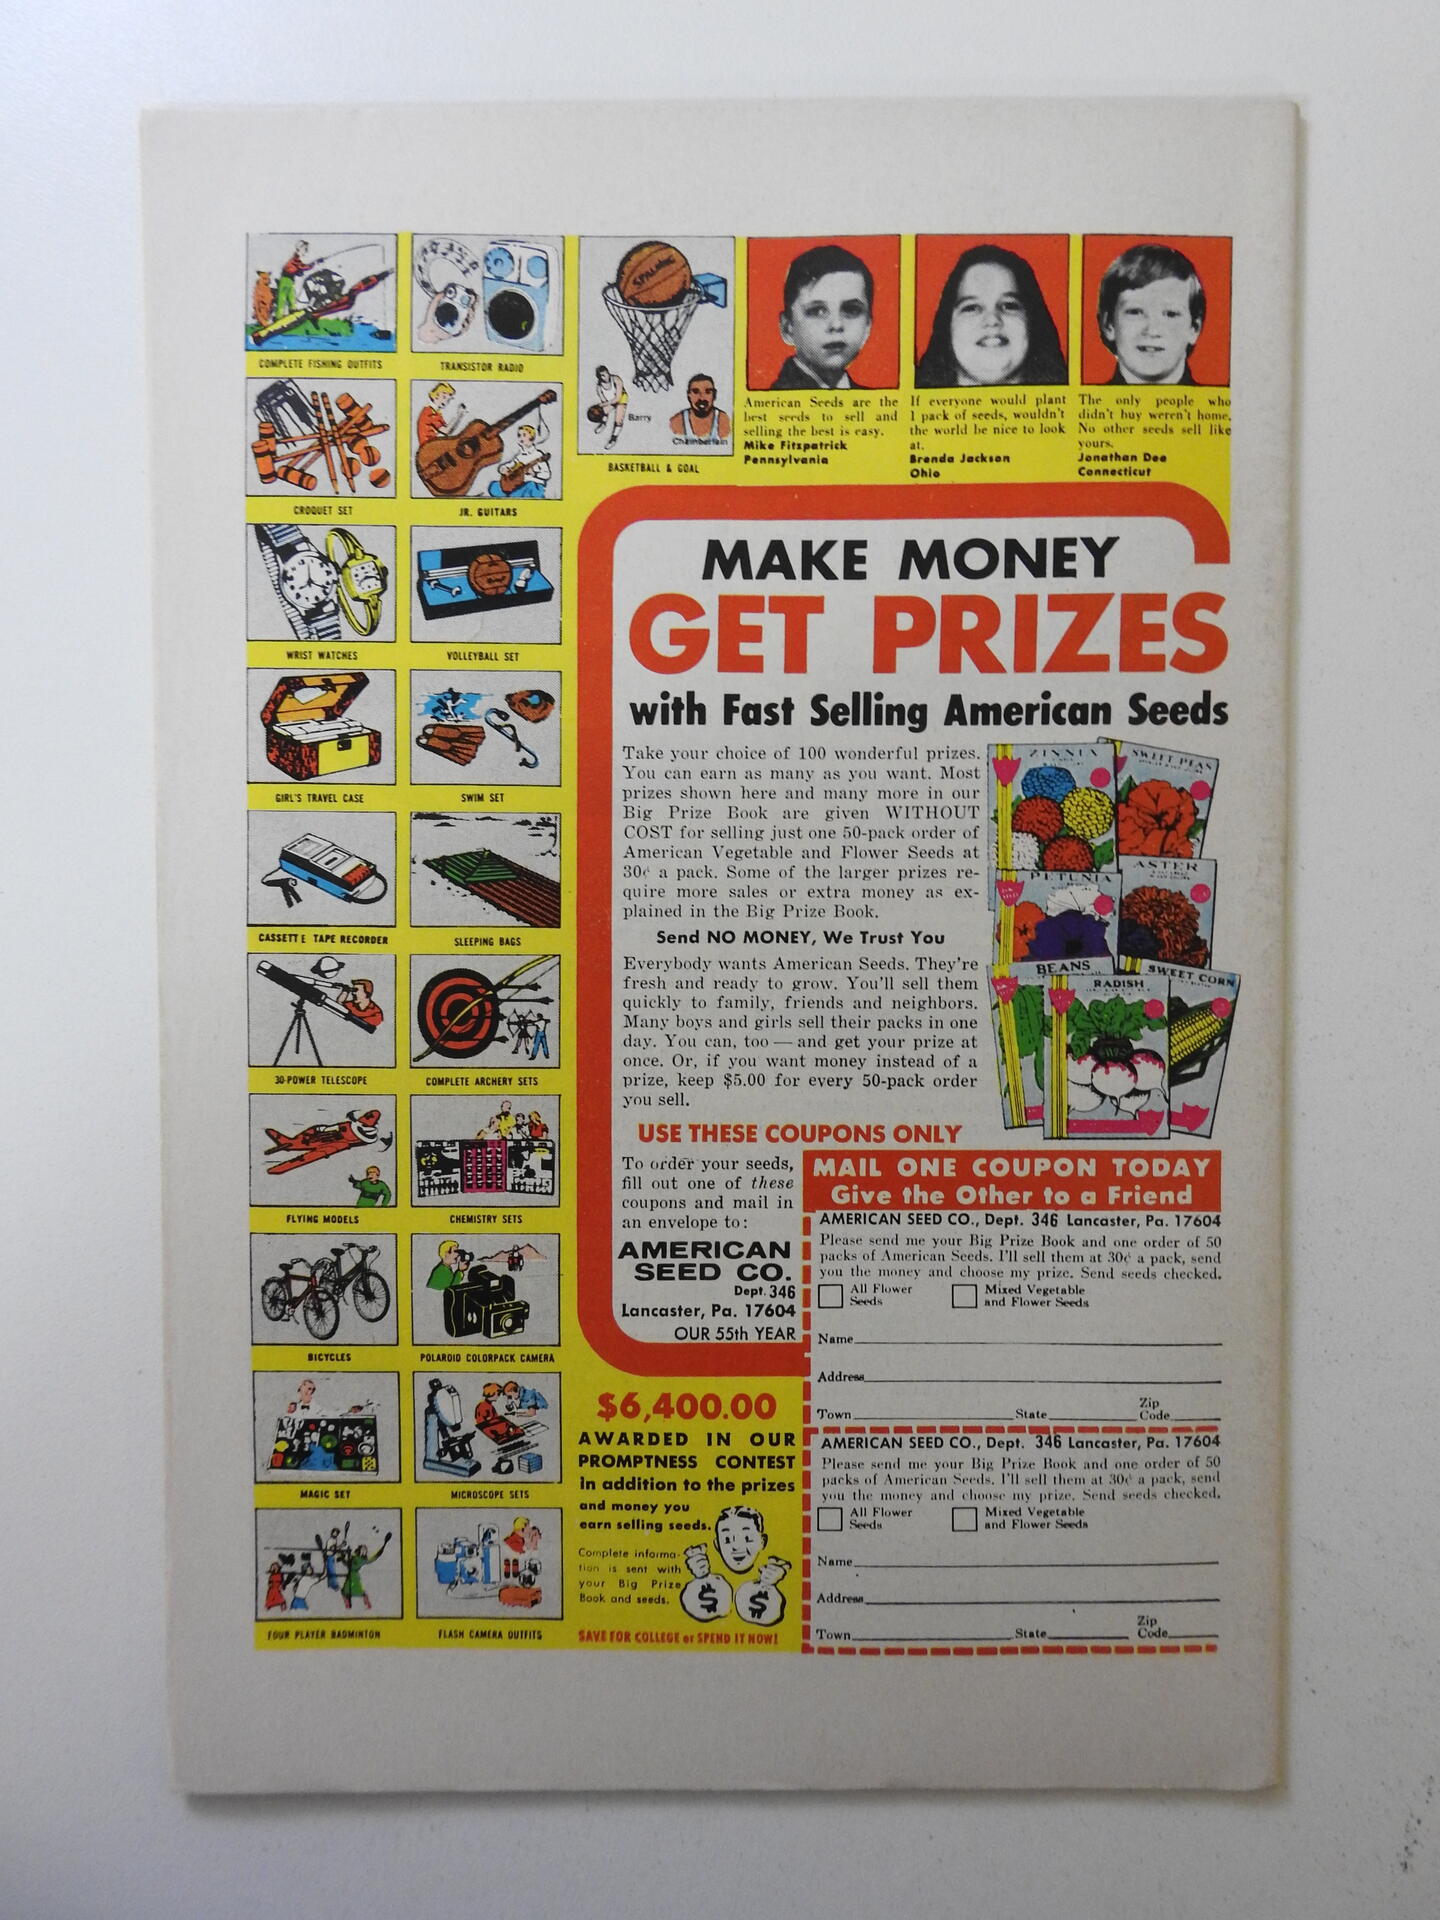 COMPLETE FISHING OUTFITS
TRANSISTOR RADIO
CROQUET SET
JR. GUITARS
WRIST WATCHES
VOLLEYBALL SET
GIRL'S TRAVEL CASE
SWIM SET
CASSETTE TAPE RECORDER
SLEEPING BAGS
30-POWER TELESCOPE
COMPLETE ARCHERY SETS
FLYING MODELS
CHEMISTRY SETS
BICYCLES
POLAROID COLORPACK CAMERA
MAGIC SET
MICROSCOPE SETS
FOUR PLAYER BADMINTON
FLASH CAMERA OUTFITS
SPALDING
Barry
Chamberlain
BASKETBALL & GOAL
American Seeds are the
best seeds to sell and
selling the best is easy.
Mike Fitzpatrick
Pennsylvania
If everyone would plant
1 pack of seeds, wouldn't
the world be nice to look
at.
Brenda Jackson
Ohio
The only people who
didn't buy weren't home.
No other seeds sell like
yours.
Jonathan Dee
Connecticut
MAKE MONEY
GET PRIZES
with Fast Selling American Seeds
Take your choice of 100 wonderful prizes.
You can earn as many as you want. Most
prizes shown here and many more in our
Big Prize Book are given WITHOUT
COST for selling just one 50-pack order of
American Vegetable and Flower Seeds at
30¢ a pack. Some of the larger prizes re-
quire more sales or extra money as ex-
plained in the Big Prize Book.
Send NO MONEY, We Trust You
Everybody wants American Seeds. They're
fresh and ready to grow. You'll sell them
quickly to family, friends and neighbors.
Many boys and girls sell their packs in one
day. You can, too — and get your prize at
once. Or, if you want money instead of a
prize, keep $5.00 for every 50-pack order
you sell.
ZINNIA
SWEET PEAS
PETUNIA
ASTER
BEANS
RADISH
SWEET CORN
USE THESE COUPONS ONLY
To order your seeds,
fill out one of these
coupons and mail in
an envelope to:
AMERICAN
SEED CO.
Dept. 346
Lancaster, Pa. 17604
OUR 55th YEAR
$6,400.00
AWARDED IN OUR
PROMPTNESS CONTEST
in addition to the prizes
and money you
earn selling seeds.
Complete informa-
tion is sent with
your Big Prize
Book and seeds.
$ $
SAVE FOR COLLEGE or SPEND IT NOW!
MAIL ONE COUPON TODAY
Give the Other to a Friend
AMERICAN SEED CO., Dept. 346 Lancaster, Pa. 17604
Please send me your Big Prize Book and one order of 50
packs of American Seeds. I'll sell them at 30¢ a pack, send
you the money and choose my prize. Send seeds checked.
All Flower Seeds
Mixed Vegetable and Flower Seeds
Name
Address
Town State Zip Code
AMERICAN SEED CO., Dept. 346 Lancaster, Pa. 17604
Please send me your Big Prize Book and one order of 50
packs of American Seeds. I'll sell them at 30¢ a pack, send
you the money and choose my prize. Send seeds checked.
All Flower Seeds
Mixed Vegetable and Flower Seeds
Name
Address
Town State Zip Code